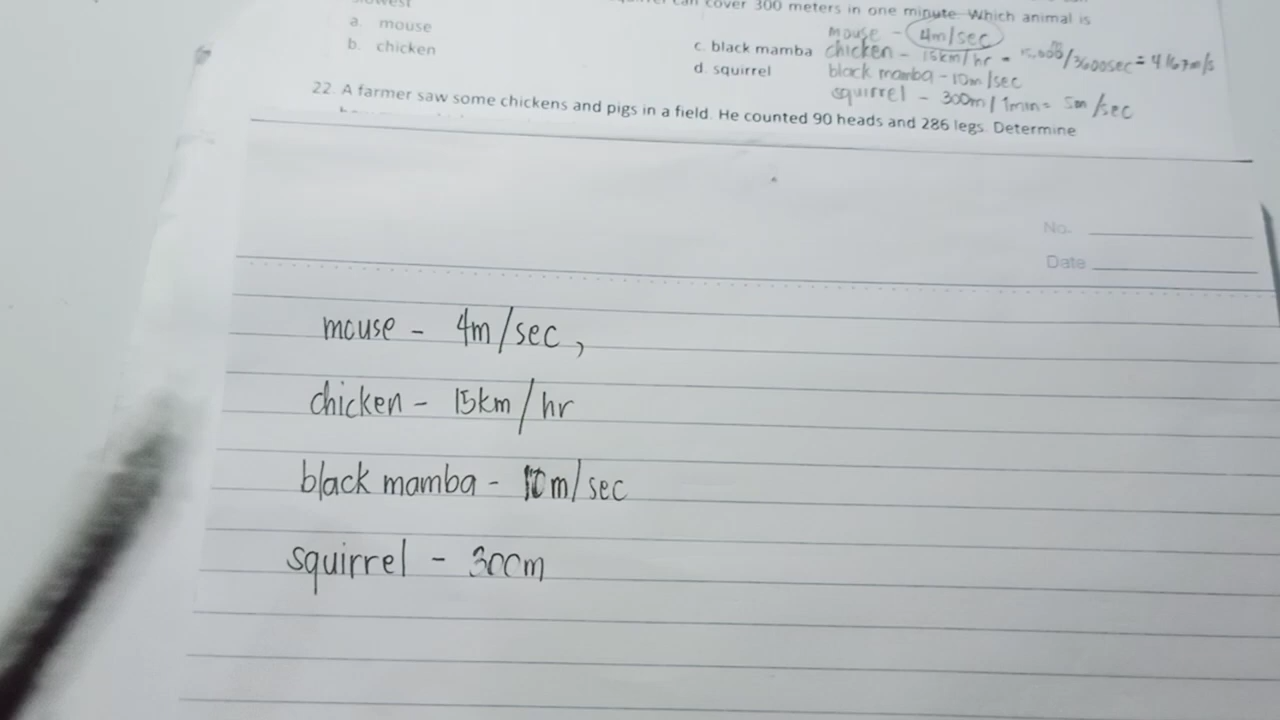 can cover 300 meters in one minute. Which animal is
a. mouse
mouse - 4m/sec
b. chicken
c. black mamba
chicken - 15km/hr = 15,000/3600sec = 4.167m/s
d. squirrel
black mamba - 10m/sec
squirrel - 300m/1min = 5m/sec
22. A farmer saw some chickens and pigs in a field. He counted 90 heads and 286 legs. Determine
No.
Date
mouse - 4m/sec,
chicken - 15km/hr
black mamba - 10m/sec
squirrel - 300m